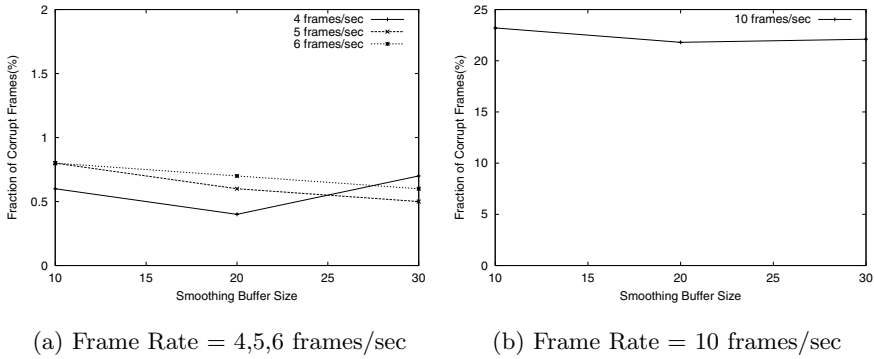 2
1.5
1
0.5
0
10
15
20
25
30
Fraction of Corrupt Frames(%)
Smoothing Buffer Size
4 frames/sec
5 frames/sec
6 frames/sec
(a) Frame Rate = 4,5,6 frames/sec
25
20
15
10
5
0
10
15
20
25
30
Fraction of Corrupt Frames(%)
Smoothing Buffer Size
10 frames/sec
(b) Frame Rate = 10 frames/sec